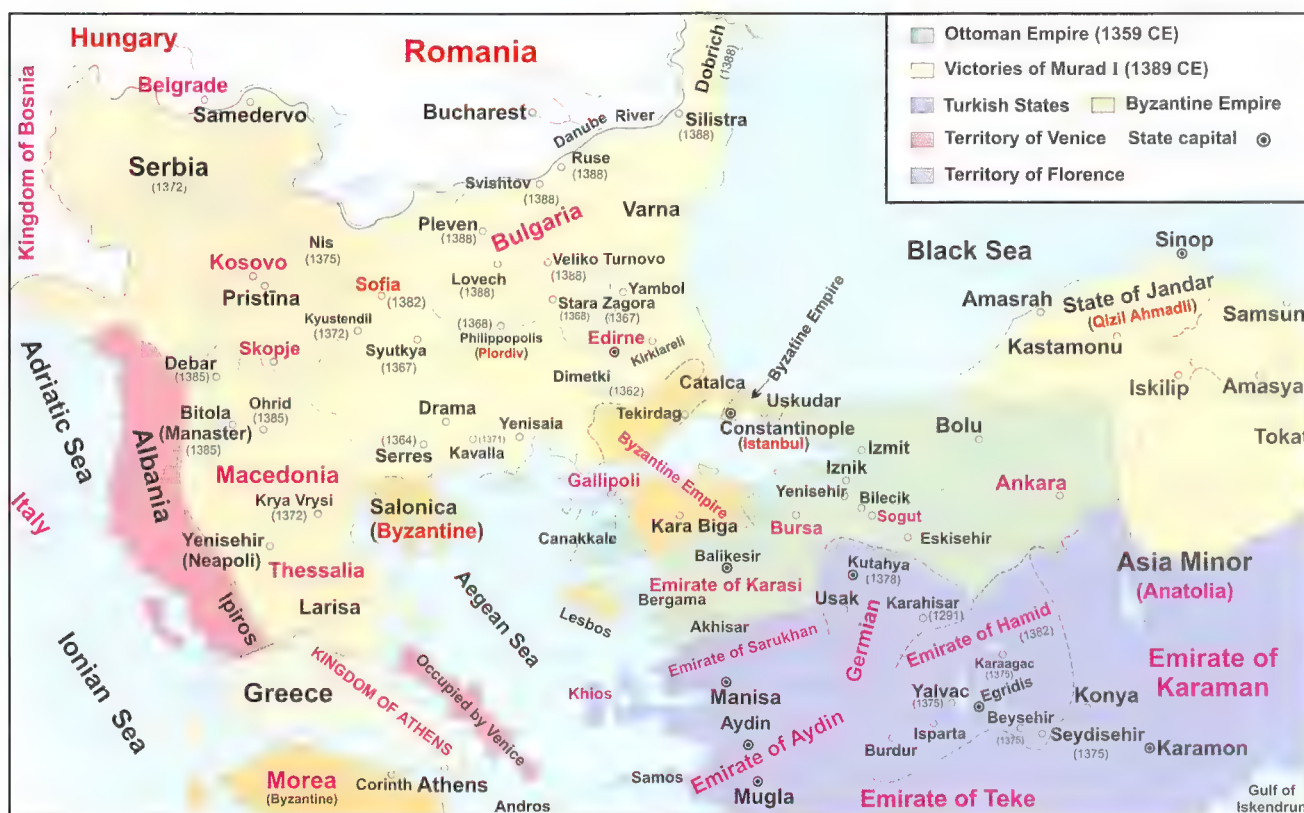 Hungary
Romania
Dobrich
(1388)
Kingdom of Bosnia
Belgrade
Samedervo
Bucharest
Danube River
Silistra
(1388)
Ottoman Empire (1359 CE)
Victories of Murad I (1389 CE)
Turkish States
Byzantine Empire
Territory of Venice
State capital
Territory of Florence
Serbia
(1372)
Ruse
(1388)
Svishtov
(1388)
Varna
Pleven
(1388)
Bulgaria
Nis
(1375)
Kosovo
Pristina
Sofia
(1382)
Lovech
(1388)
Veliko Turnovo
(1388)
Yambol
Stara Zagora
(1368)
(1367)
Black Sea
Sinop
Amasrah
State of Jandar
(Qizil Ahmadli)
Samsun
Kastamonu
Kyustendil
(1372)
(1368)
Philippopolis
(Plordiv)
Edirne
Kirklareli
Byzatine Empire
Skopje
Syutkya
(1367)
Debar
(1385)
Dimetki
(1362)
Catalca
Uskudar
Iskilip
Amasya
Adriatic Sea
Albania
Bitola
(Manaster)
(1385)
Ohrid
(1385)
Drama
Yenisaia
Tekirdag
Constantinople
(Istanbul)
Bolu
Tokat
(1364)
Serres
(1371)
Kavalla
Izmit
Iznik
Macedonia
Gallipoli
Byzantine Empire
Yenisehir
Bilecik
Sogut
Ankara
Italy
Krya Vrysi
(1372)
Salonica
(Byzantine)
Kara Biga
Bursa
Canakkale
Eskisehir
Yenisehir
(Neapoli)
Balikesir
Kutahya
(1378)
Asia Minor
(Anatolia)
Thessalia
Emirate of Karasi
Bergama
Usak
Karahisar
(1291)
Larisa
Ipiros
Aegean Sea
Lesbos
Akhisar
Germian
Emirate of Hamid
(1382)
Ionian Sea
Emirate of Sarukhan
Karaagac
(1375)
Emirate of
Karaman
Greece
KINGDOM OF ATHENS
Occupied by Venice
Khios
Manisa
Yalvac
(1375)
Egridis
Konya
Aydin
Emirate of Aydin
Isparta
Beysehir
(1375)
Seydisehir
(1375)
Burdur
Karamon
Morea
(Byzantine)
Corinth
Athens
Samos
Andros
Mugla
Emirate of Teke
Gulf of
Iskendrun